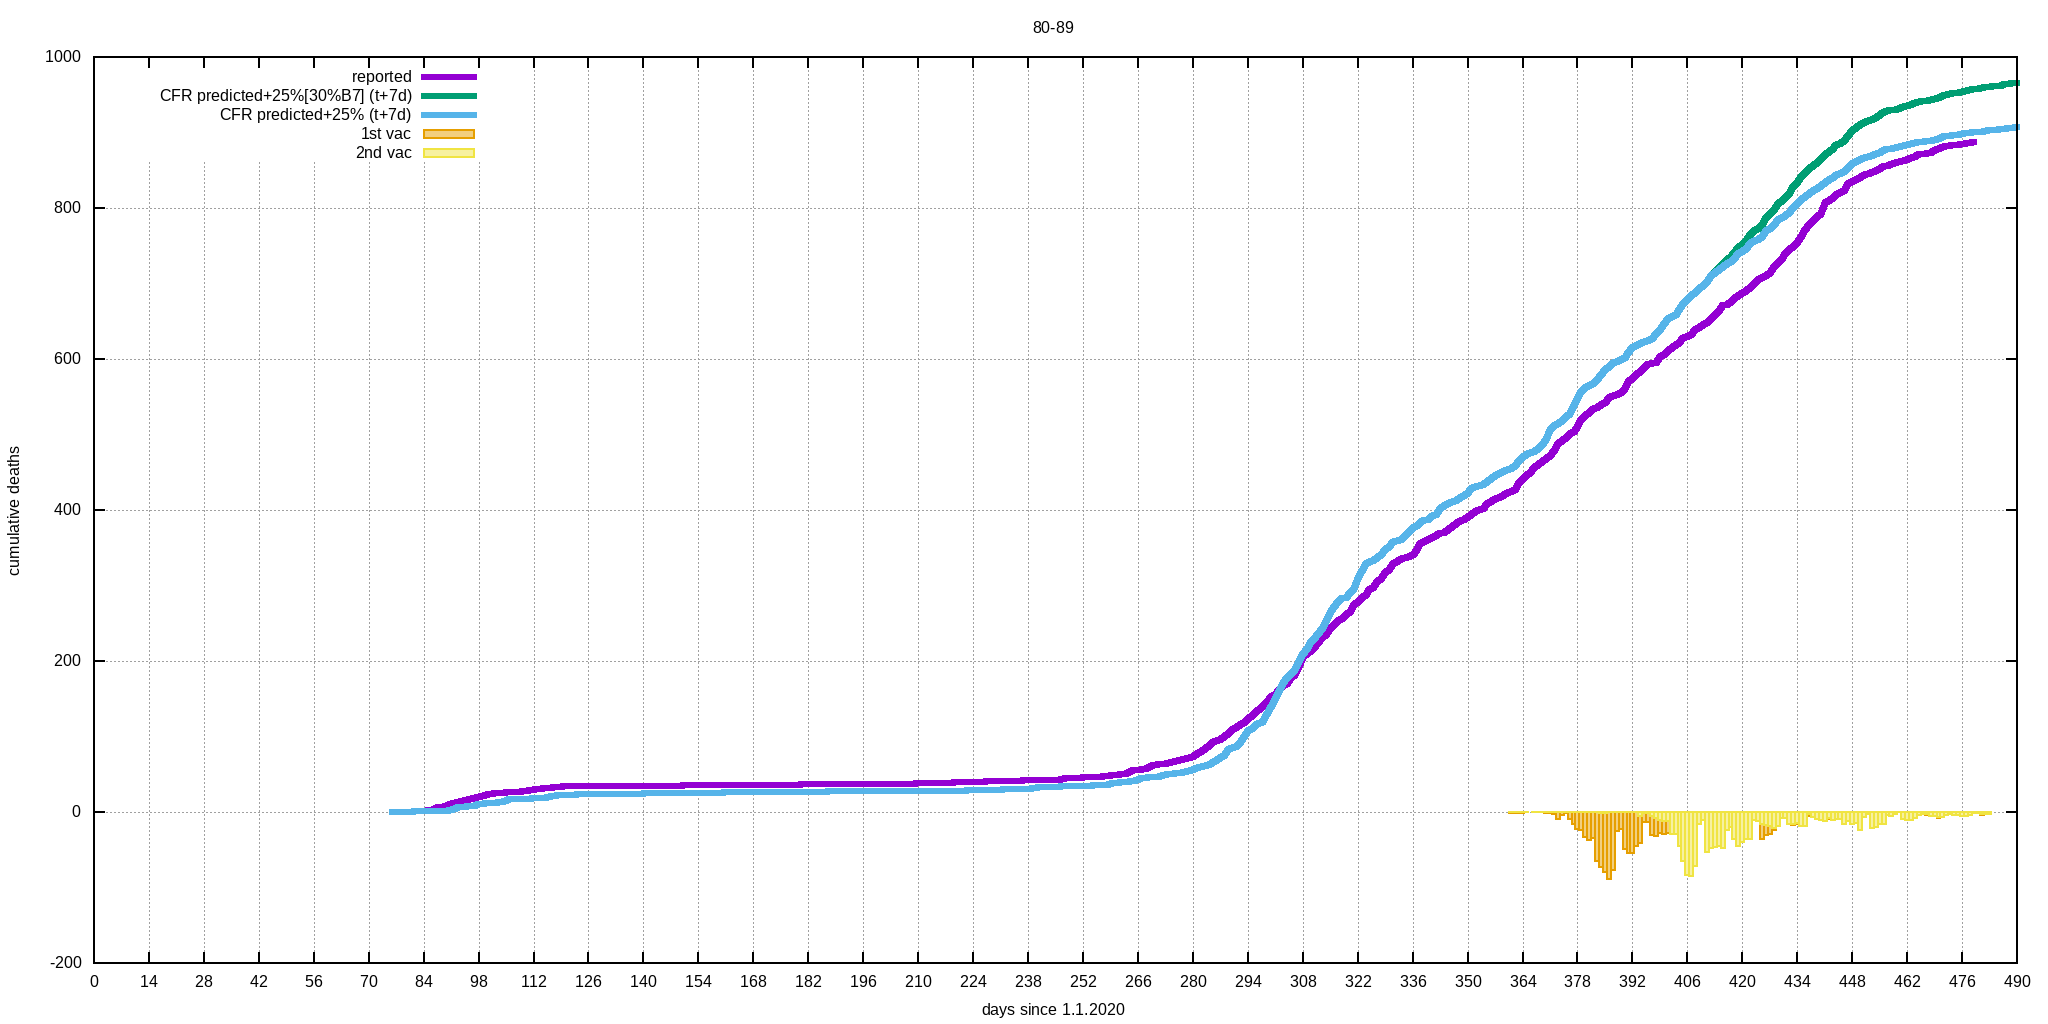 80-89
1000
800
600
400
200
0
-200
cumulative deaths
reported
CFR predicted+25%[30%B7] (t+7d)
CFR predicted+25% (t+7d)
1st vac
2nd vac
0 14 28 42 56 70 84 98 112 126 140 154 168 182 196 210 224 238 252 266 280 294 308 322 336 350 364 378 392 406 420 434 448 462 476 490
days since 1.1.2020